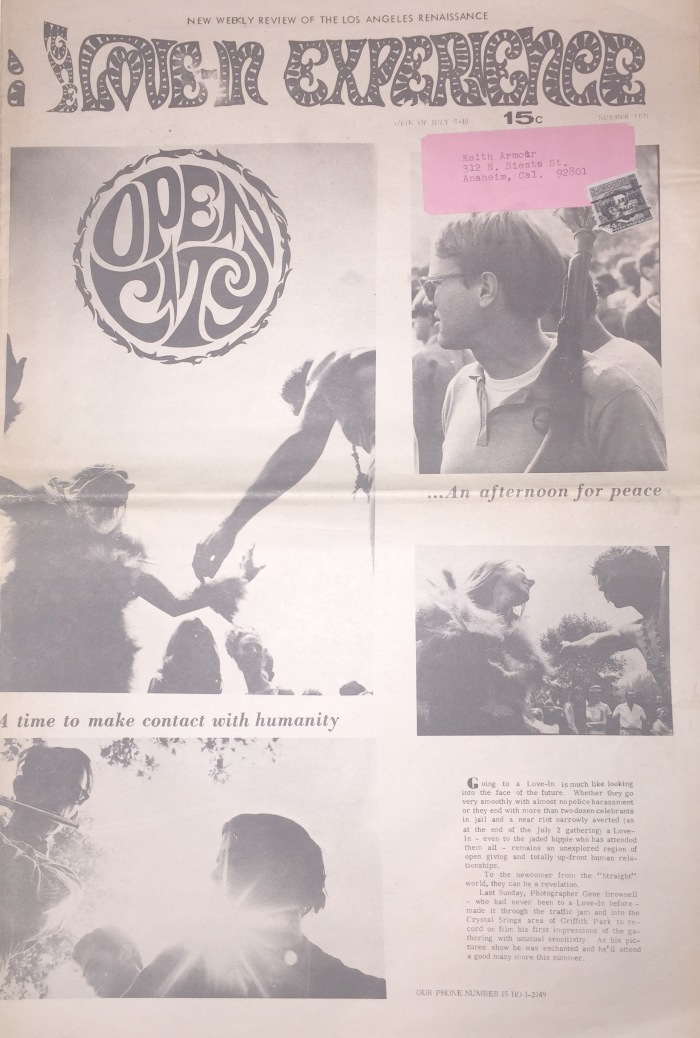 NEW WEEKLY REVIEW OF THE LOS ANGELES RENAISSANCE
a LOVE-IN EXPERIENCE
WEEK OF JULY 7-13
15c
NUMBER TEN
OPEN
CITY
Keith Armour
312 N. Siesta St.
Anaheim, Cal. 92801
...An afternoon for peace
A time to make contact with humanity
Going to a Love-In is much like looking
into the face of the future. Whether they go
very smoothly with almost no police harassment
or they end with more than two dozen celebrants
in jail and a near riot narrowly averted (as
at the end of the July 2 gathering) a Love-
In - even to the jaded hippie who has attended
them all - remains an unexplored region of
open giving and totally up-front human rela-
tionships.
To the newcomer from the "Straight"
world, they can be a revelation.
Last Sunday, Photographer Gene Brownell
- who had never been to a Love-In before -
made it through the traffic jam and into the
Crystal Srings area of Griffith Park to re-
cord on film his first impressions of the ga-
thering with unusual sensitivity. As his pic-
tures show he was enchanted and he'll attend
a good many more this summer.
OUR PHONE NUMBER IS HO 1-2149